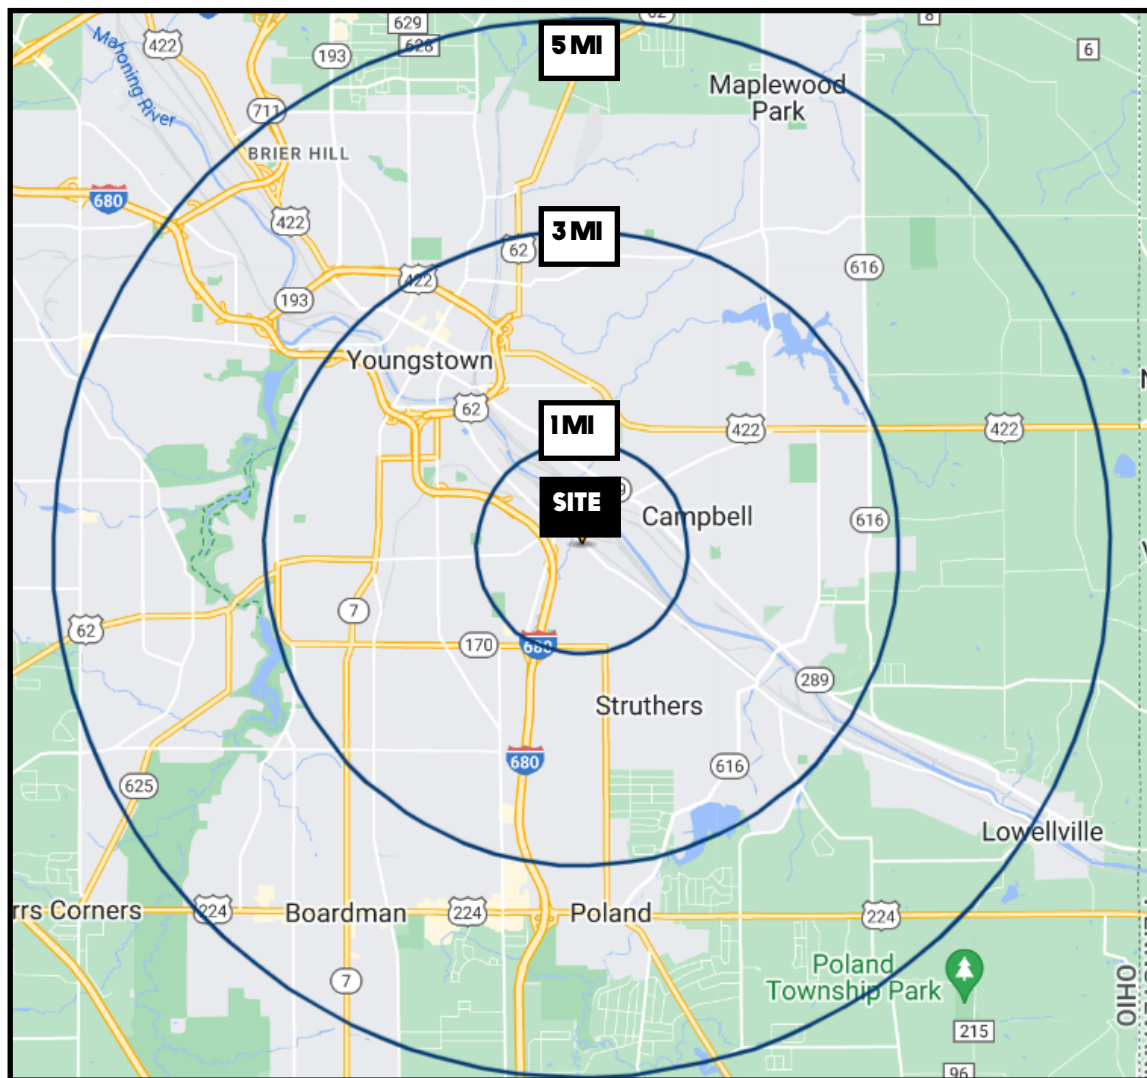 629
62
8
422
193
628
5 MI
6
Mahoning
River
Maplewood
Park
711
BRIER HILL
680
422
3 MI
62
616
422
193
Youngstown
62
1 MI
422
422
SITE
9
Campbell
616
7
62
170
680
289
Struthers
680
616
625
Lowellville
rrs Corners
224
Boardman
224
Poland
224
7
Poland
Township Park
OHIO
215
96